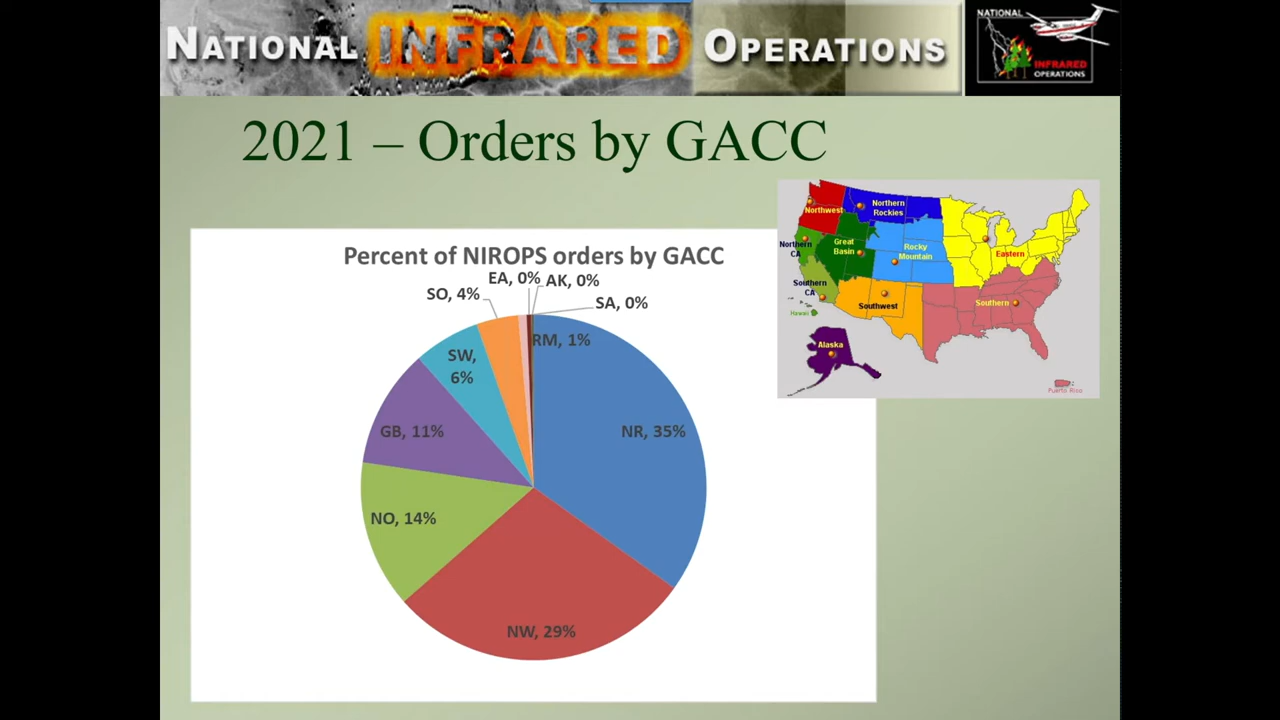 NATIONAL INFRARED OPERATIONS
NATIONAL
INFRARED
OPERATIONS
2021 – Orders by GACC
Northwest
Northern
Rockies
Northern
CA
Great
Basin
Rocky
Mountain
Eastern
Southern
CA
Southwest
Southern
Hawaii
Alaska
Puerto Rico
Percent of NIROPS orders by GACC
EA, 0%
AK, 0%
SO, 4%
SA, 0%
RM, 1%
SW,
6%
GB, 11%
NR, 35%
NO, 14%
NW, 29%